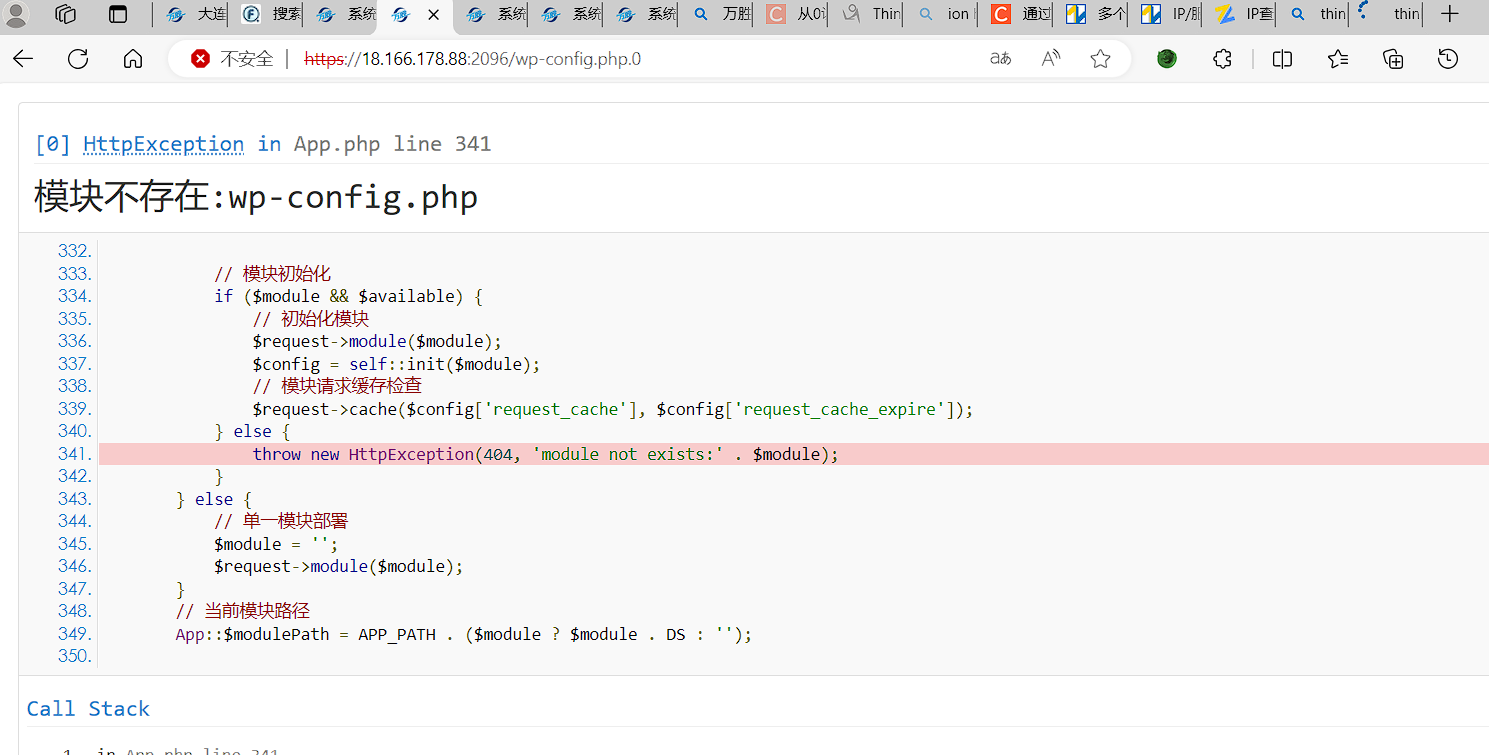 大连
搜索
系统
系统
系统
系统
万胜
从0
Thin
ion
通过
多个
IP/
IP查
thin
thin
不安全 | https://18.166.178.88:2096/wp-config.php.0
[0] HttpException in App.php line 341
模块不存在:wp-config.php
332.
333. // 模块初始化
334. if ($module && $available) {
335. // 初始化模块
336. $request->module($module);
337. $config = self::init($module);
338. // 模块请求缓存检查
339. $request->cache($config['request_cache'], $config['request_cache_expire']);
340. } else {
341. throw new HttpException(404, 'module not exists:' . $module);
342. }
343. } else {
344. // 单一模块部署
345. $module = '';
346. $request->module($module);
347. }
348. // 当前模块路径
349. App::$modulePath = APP_PATH . ($module ? $module . DS : '');
350.
Call Stack
1. in App.php line 341